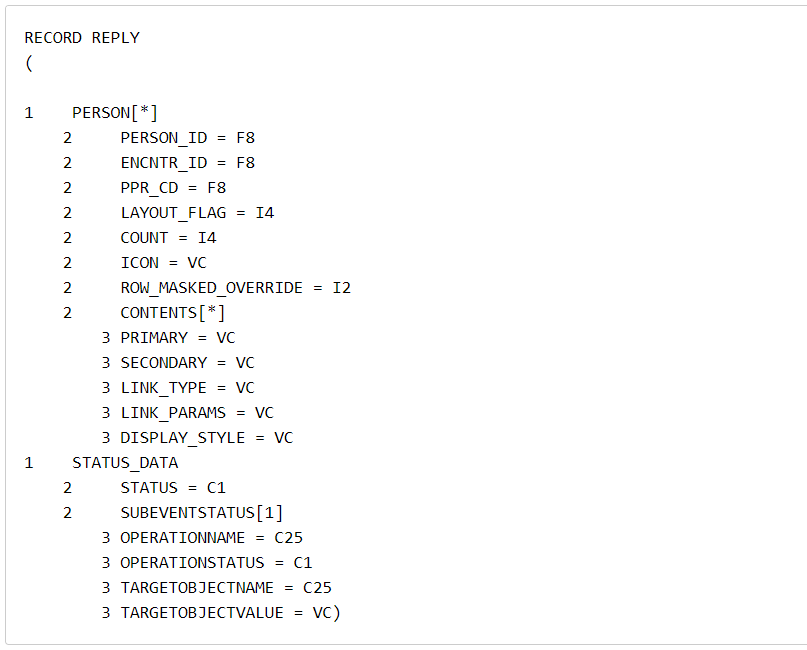 RECORD REPLY
(
1 PERSON[*]
2 PERSON_ID = F8
2 ENCNTR_ID = F8
2 PPR_CD = F8
2 LAYOUT_FLAG = I4
2 COUNT = I4
2 ICON = VC
2 ROW_MASKED_OVERRIDE = I2
2 CONTENTS[*]
3 PRIMARY = VC
3 SECONDARY = VC
3 LINK_TYPE = VC
3 LINK_PARAMS = VC
3 DISPLAY_STYLE = VC
1 STATUS_DATA
2 STATUS = C1
2 SUBEVENTSTATUS[1]
3 OPERATIONNAME = C25
3 OPERATIONSTATUS = C1
3 TARGETOBJECTNAME = C25
3 TARGETOBJECTVALUE = VC)